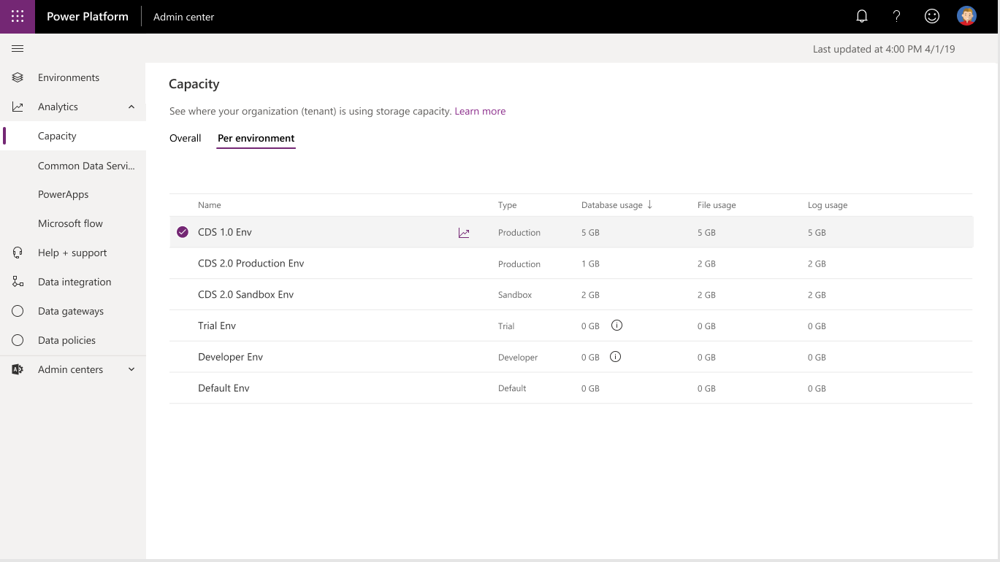 Power Platform Admin center
Last updated at 4:00 PM 4/1/19
Environments
Analytics
Capacity
Common Data Servi...
PowerApps
Microsoft flow
Help + support
Data integration
Data gateways
Data policies
Admin centers
Capacity
See where your organization (tenant) is using storage capacity. Learn more
Overall Per environment
Name Type Database usage ↓ File usage Log usage
CDS 1.0 Env Production 5 GB 5 GB 5 GB
CDS 2.0 Production Env Production 1 GB 2 GB 2 GB
CDS 2.0 Sandbox Env Sandbox 2 GB 2 GB 2 GB
Trial Env Trial 0 GB 0 GB 0 GB
Developer Env Developer 0 GB 0 GB 0 GB
Default Env Default 0 GB 0 GB 0 GB